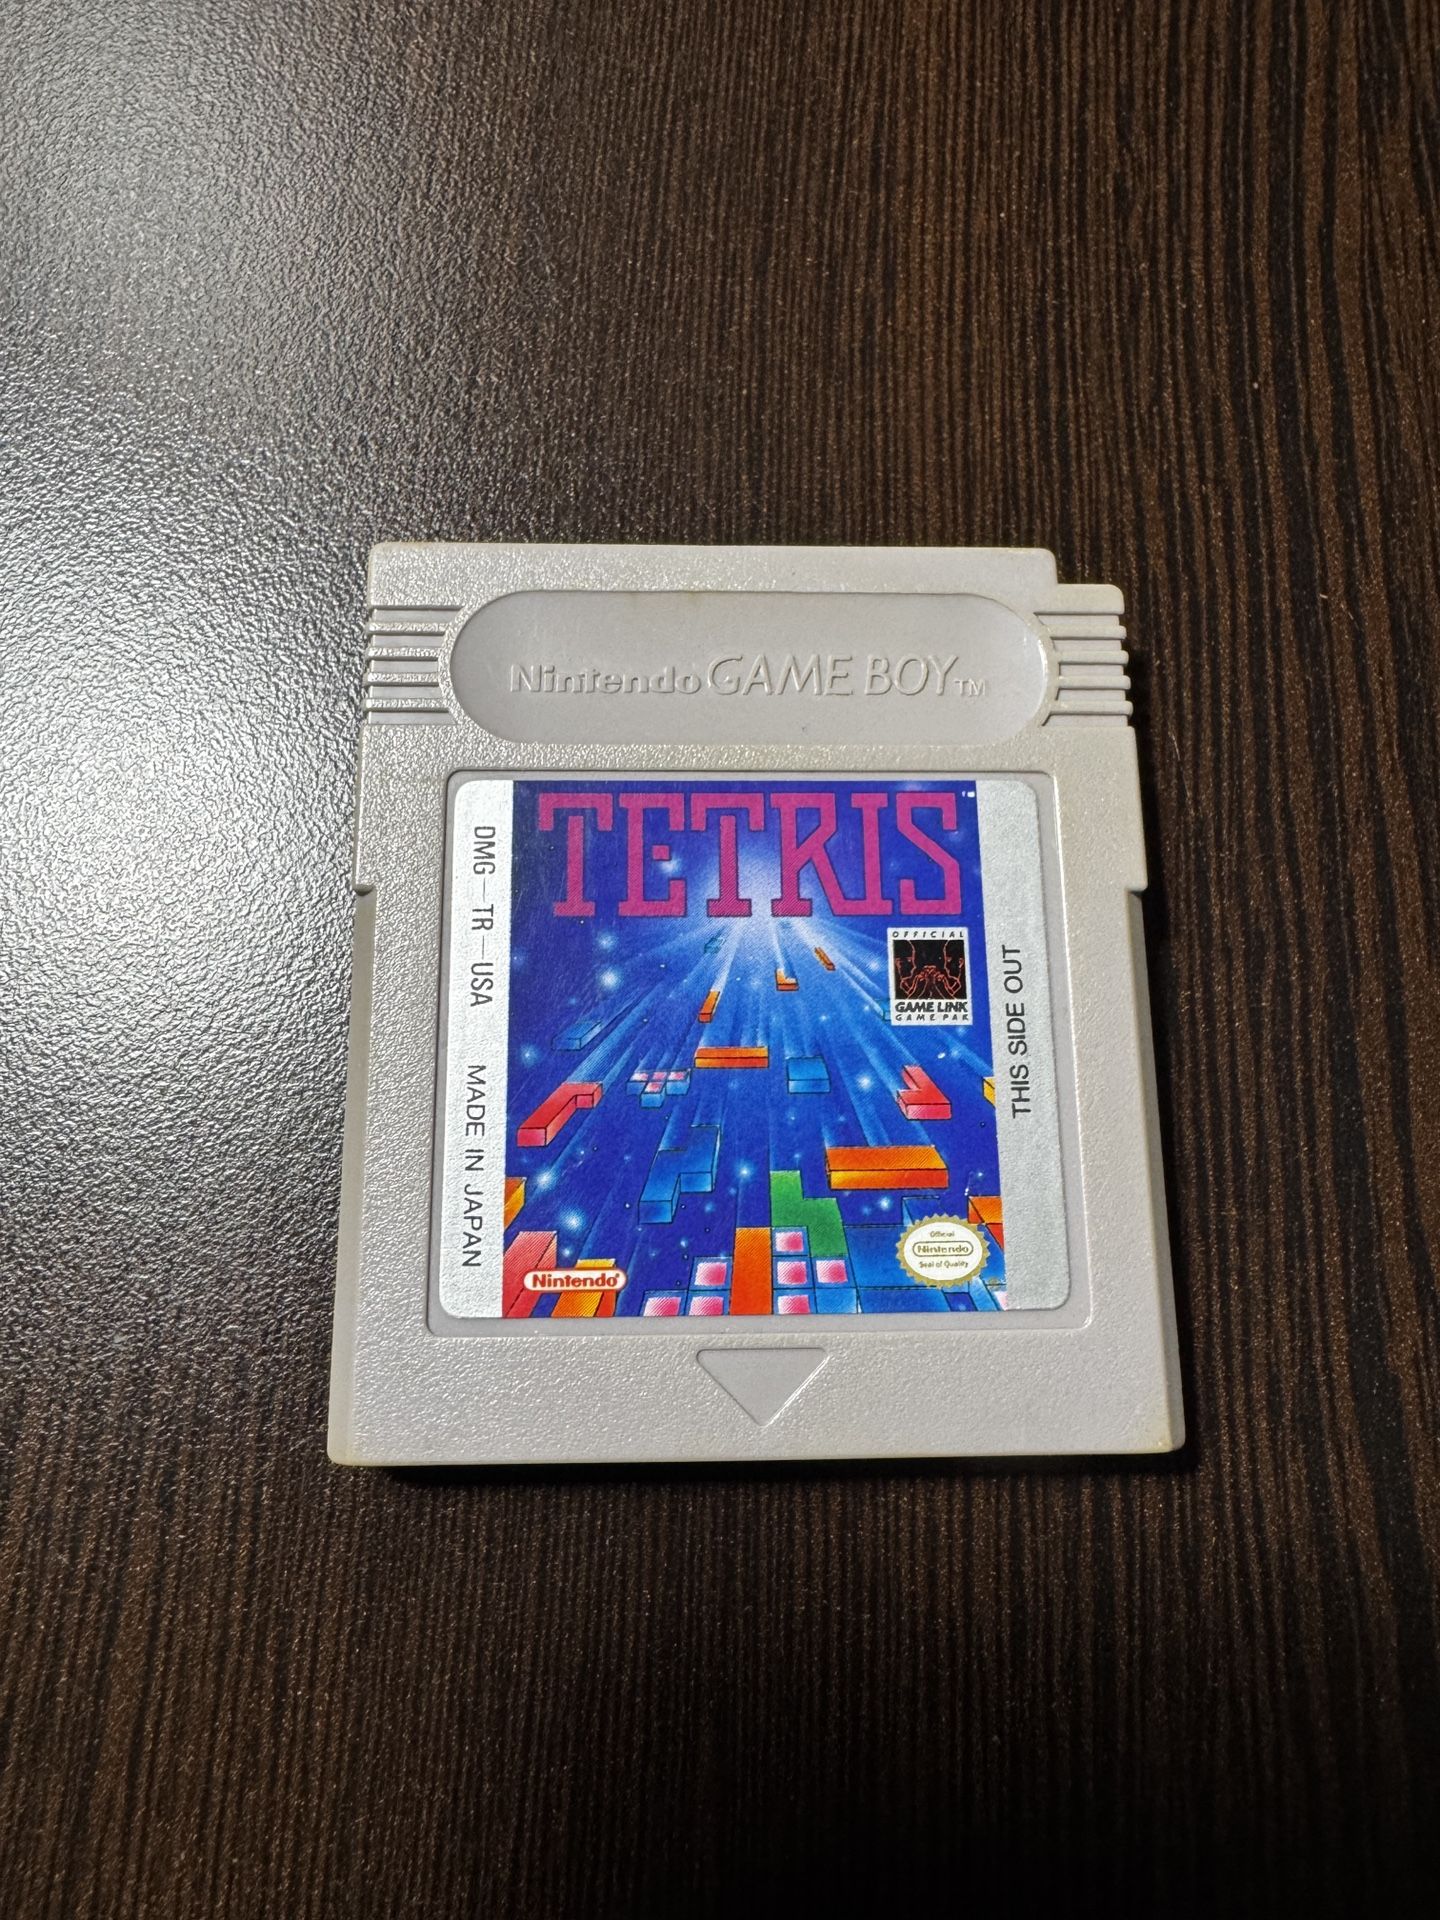 Nintendo GAME BOY™
TETRIS
DMG-TR-USA MADE IN JAPAN
OFFICIAL
GAME LINK
GAME PAK
THIS SIDE OUT
Nintendo®
Official
Nintendo
Seal of Quality